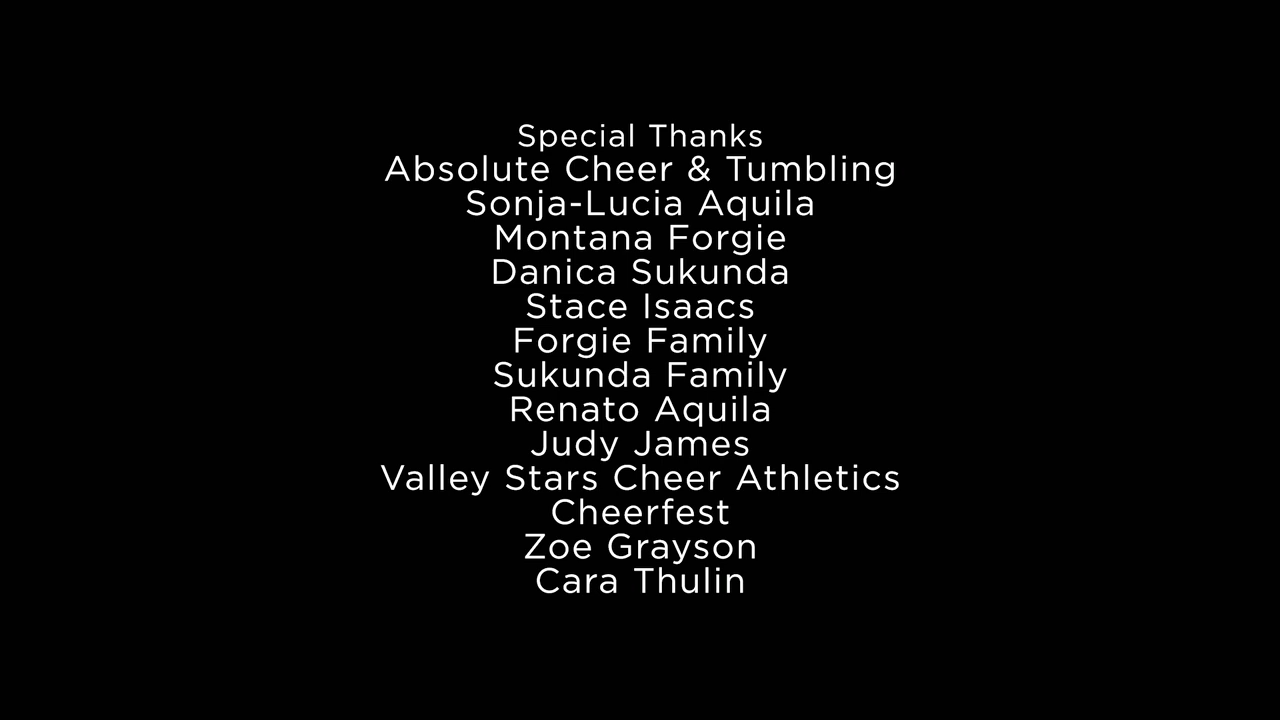 Special Thanks
Absolute Cheer & Tumbling
Sonja-Lucia Aquila
Montana Forgie
Danica Sukunda
Stace Isaacs
Forgie Family
Sukunda Family
Renato Aquila
Judy James
Valley Stars Cheer Athletics
Cheerfest
Zoe Grayson
Cara Thulin